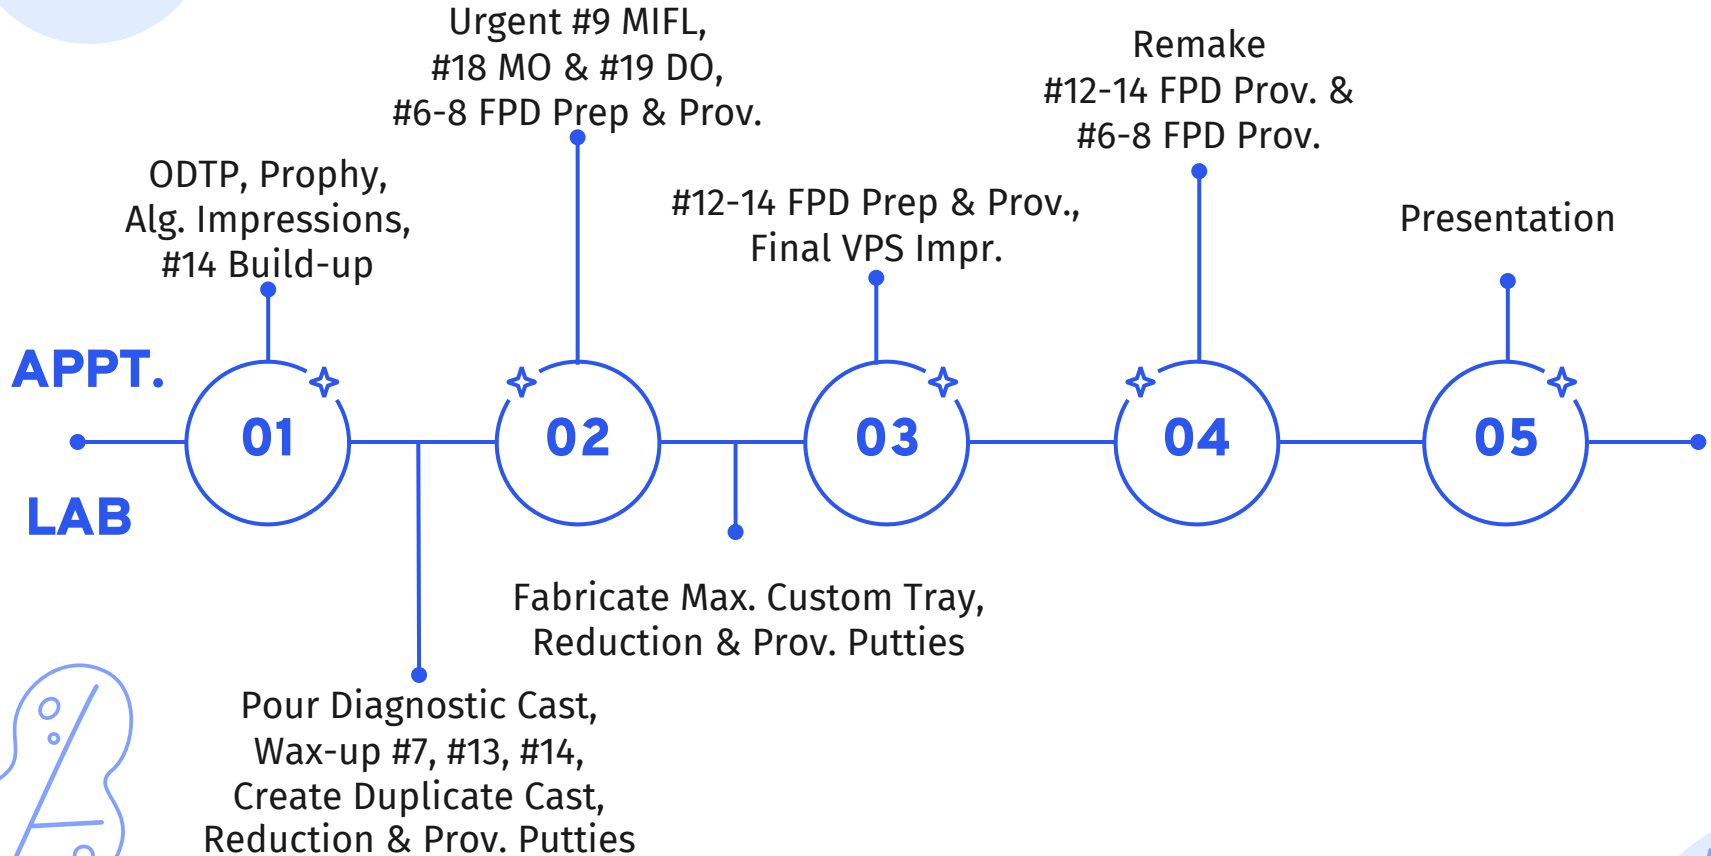 Urgent #9 MIFL,
#18 MO & #19 DO,
#6-8 FPD Prep & Prov.
Remake
#12-14 FPD Prov. &
#6-8 FPD Prov.
ODTP, Prophy,
Alg. Impressions,
#14 Build-up
#12-14 FPD Prep & Prov.,
Final VPS Impr.
Presentation
APPT.
01
02
03
04
05
LAB
Fabricate Max. Custom Tray,
Reduction & Prov. Putties
Pour Diagnostic Cast,
Wax-up #7, #13, #14,
Create Duplicate Cast,
Reduction & Prov. Putties